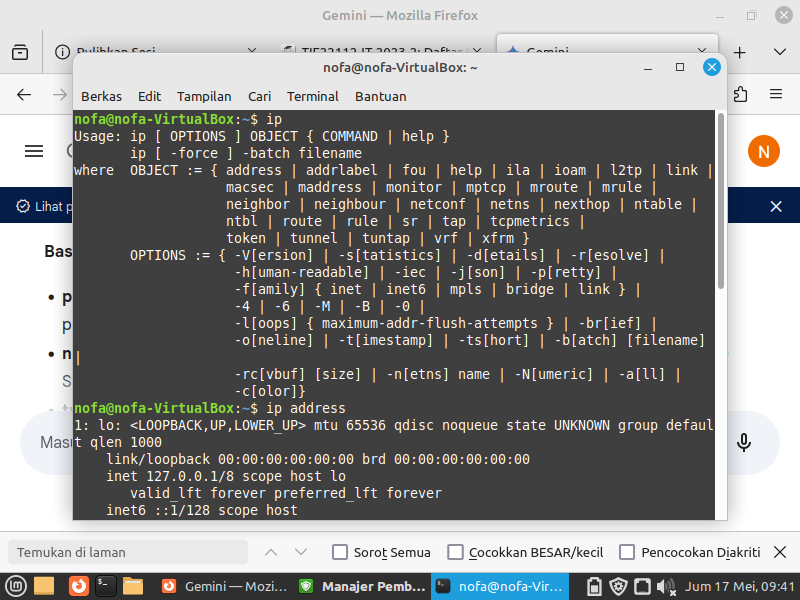 Gemini — Mozilla Firefox
Pulihkan Sesi
TIF22112-IT-2023-2: Dafta
Gemini
nofa@nofa-VirtualBox: ~
Berkas Edit Tampilan Cari Terminal Bantuan
nofa@nofa-VirtualBox:~$ ip
Usage: ip [ OPTIONS ] OBJECT { COMMAND | help }
ip [ -force ] -batch filename
where OBJECT := { address | addrlabel | fou | help | ila | ioam | l2tp | link |
macsec | maddress | monitor | mptcp | mroute | mrule |
neighbor | neighbour | netconf | netns | nexthop | ntable |
ntbl | route | rule | sr | tap | tcpmetrics |
token | tunnel | tuntap | vrf | xfrm }
OPTIONS := { -V[ersion] | -s[tatistics] | -d[etails] | -r[esolve] |
-h[uman-readable] | -iec | -j[son] | -p[retty] |
-f[amily] { inet | inet6 | mpls | bridge | link } |
-4 | -6 | -M | -B | -0 |
-l[oops] { maximum-addr-flush-attempts } | -br[ief] |
-o[neline] | -t[imestamp] | -ts[hort] | -b[atch] [filename]
|
-rc[vbuf] [size] | -n[etns] name | -N[umeric] | -a[ll] |
-c[olor]}
nofa@nofa-VirtualBox:~$ ip address
1: lo: <LOOPBACK,UP,LOWER_UP> mtu 65536 qdisc noqueue state UNKNOWN group defaul
t qlen 1000
link/loopback 00:00:00:00:00:00 brd 00:00:00:00:00:00
inet 127.0.0.1/8 scope host lo
valid_lft forever preferred_lft forever
inet6 ::1/128 scope host
N
Lihat p
Bas
p
p
n
S
Mas
Temukan di laman
Sorot Semua
Cocokkan BESAR/kecil
Pencocokan Diakriti
Gemini — Mozi...
Manajer Pemb...
nofa@nofa-Vir...
Jum 17 Mei, 09:41